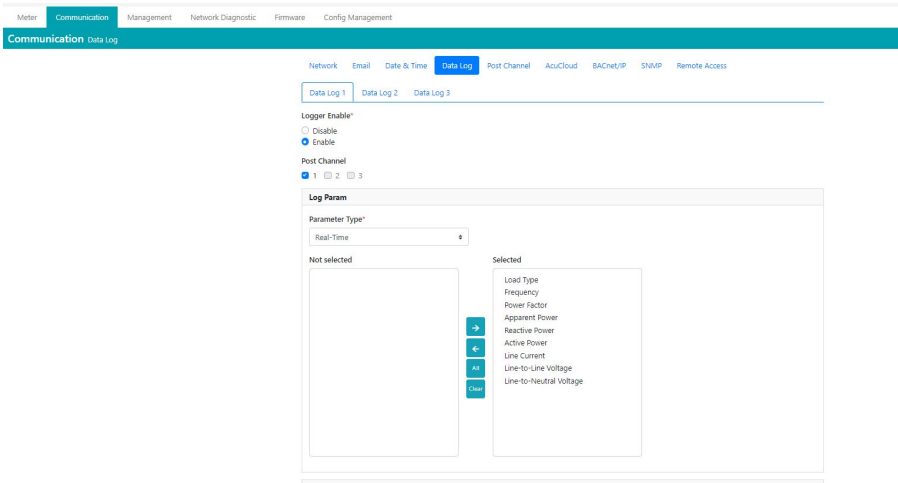 Meter Communication Management Network Diagnostic Firmware Config Management
Communication Data Log
Network Email Date & Time Data Log Post Channel AcuCloud BACnet/IP SNMP Remote Access
Data Log 1 Data Log 2 Data Log 3
Logger Enable*
Disable
Enable
Post Channel
1 2 3
Log Param
Parameter Type*
Real-Time
Not selected Selected
Load Type
Frequency
Power Factor
Apparent Power
Reactive Power
Active Power
Line Current
Line-to-Line Voltage
Line-to-Neutral Voltage
All
Clear